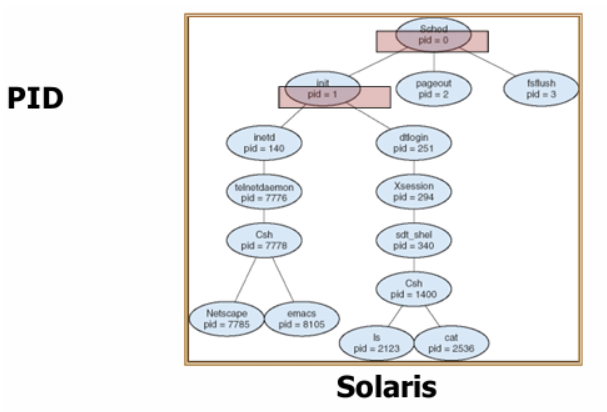 PID
Sched
pid = 0
init
pid = 1
pageout
pid = 2
fsflush
pid = 3
inetd
pid = 140
dtlogin
pid = 251
telnetdaemon
pid = 7776
Xsession
pid = 294
Csh
pid = 7778
sdt_shel
pid = 340
Csh
pid = 1400
Netscape
pid = 7785
emacs
pid = 8105
ls
pid = 2123
cat
pid = 2536
Solaris